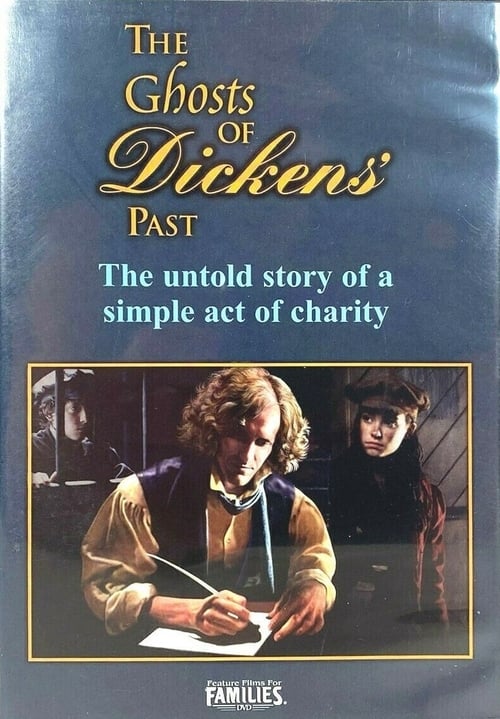 THE
Ghosts
OF
Dickens'
PAST
The untold story of a
simple act of charity
Feature Films For
FAMILIES.
DVD